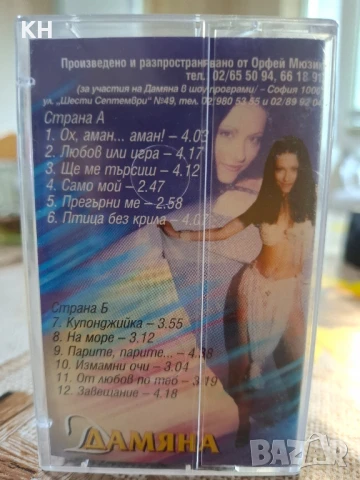 КН
Произведено и разпространявано от Орфей Мюзик
тел. 02/65 50 94, 66 18 91
(за участия на Дамяна в шоупрограми/ - София 1000
ул. „Шести Септември" №49, тел. 02/980 53 55 и 02/89 92 04
Страна А
1. Ох, аман... аман! – 4.03
2. Любов или игра – 4.17
3. Ще ме търсиш – 4.12
4. Само мой – 2.47
5. Прегърни ме – 2.58
6. Птица без крила – 4.07
Страна Б
7. Купонджийка – 3.55
8. На море – 3.12
9. Парите, парите... – 4.38
10. Измамни очи – 3.04
11. От любов по теб – 3.19
12. Завещание – 4.18
ДАМЯНА
bazar.bg